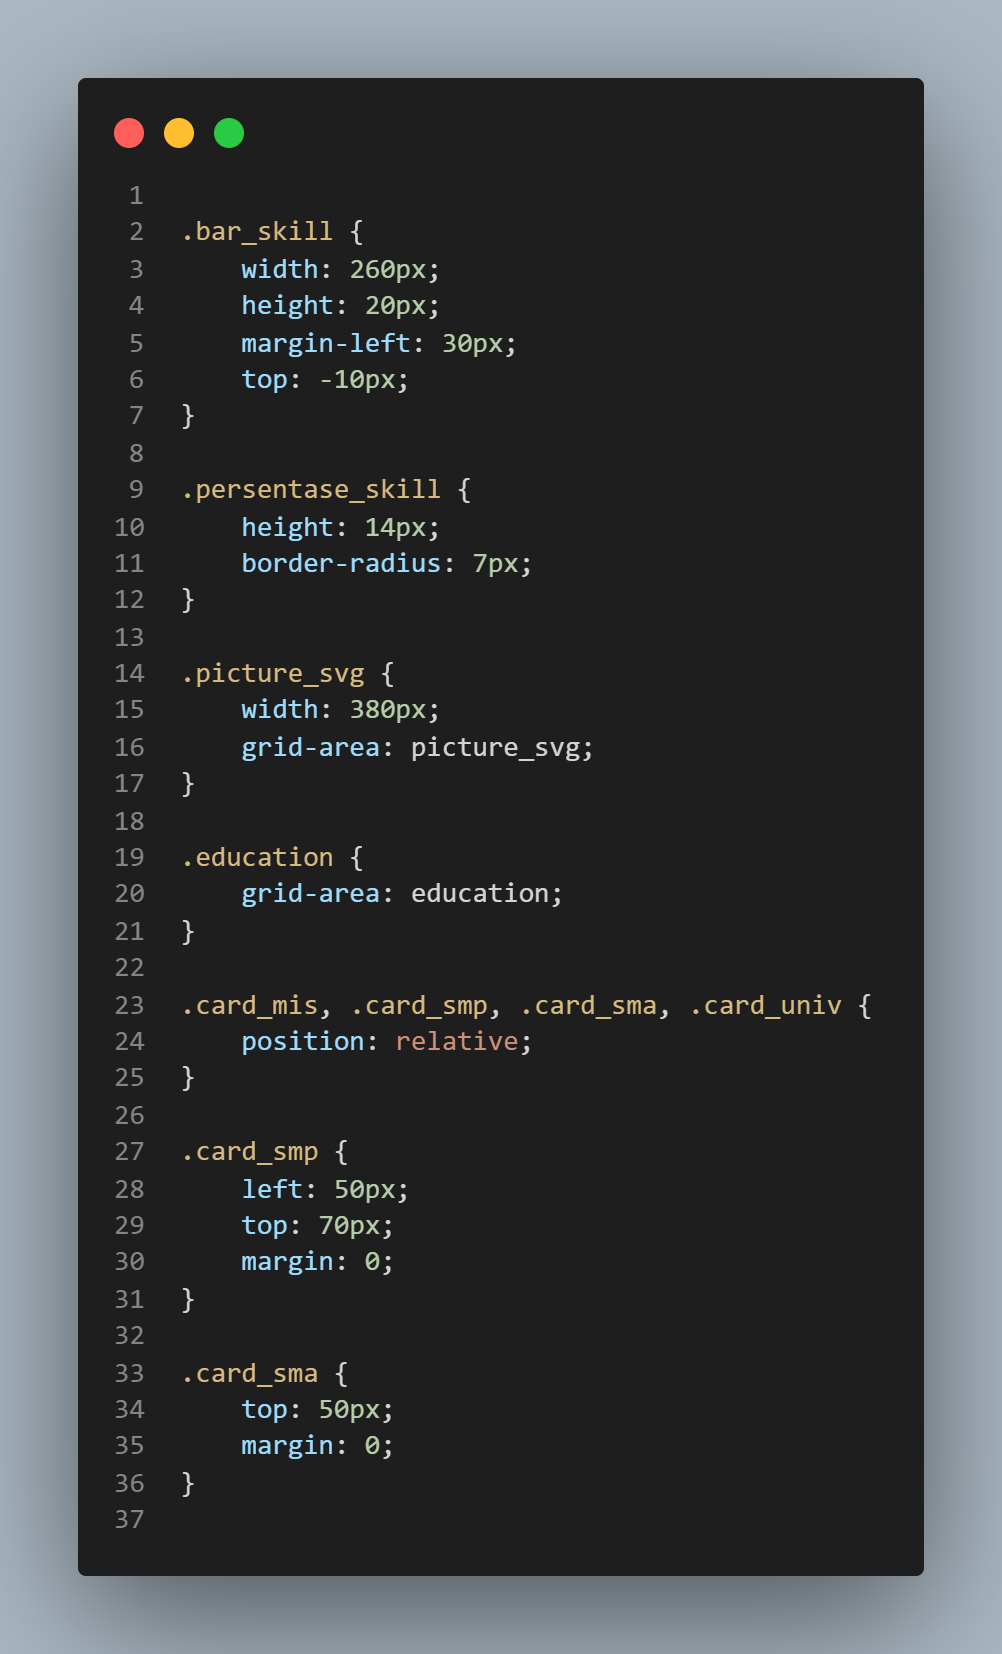 1
2 .bar_skill {
3     width: 260px;
4     height: 20px;
5     margin-left: 30px;
6     top: -10px;
7 }
8
9 .persentase_skill {
10     height: 14px;
11     border-radius: 7px;
12 }
13
14 .picture_svg {
15     width: 380px;
16     grid-area: picture_svg;
17 }
18
19 .education {
20     grid-area: education;
21 }
22
23 .card_mis, .card_smp, .card_sma, .card_univ {
24     position: relative;
25 }
26
27 .card_smp {
28     left: 50px;
29     top: 70px;
30     margin: 0;
31 }
32
33 .card_sma {
34     top: 50px;
35     margin: 0;
36 }
37